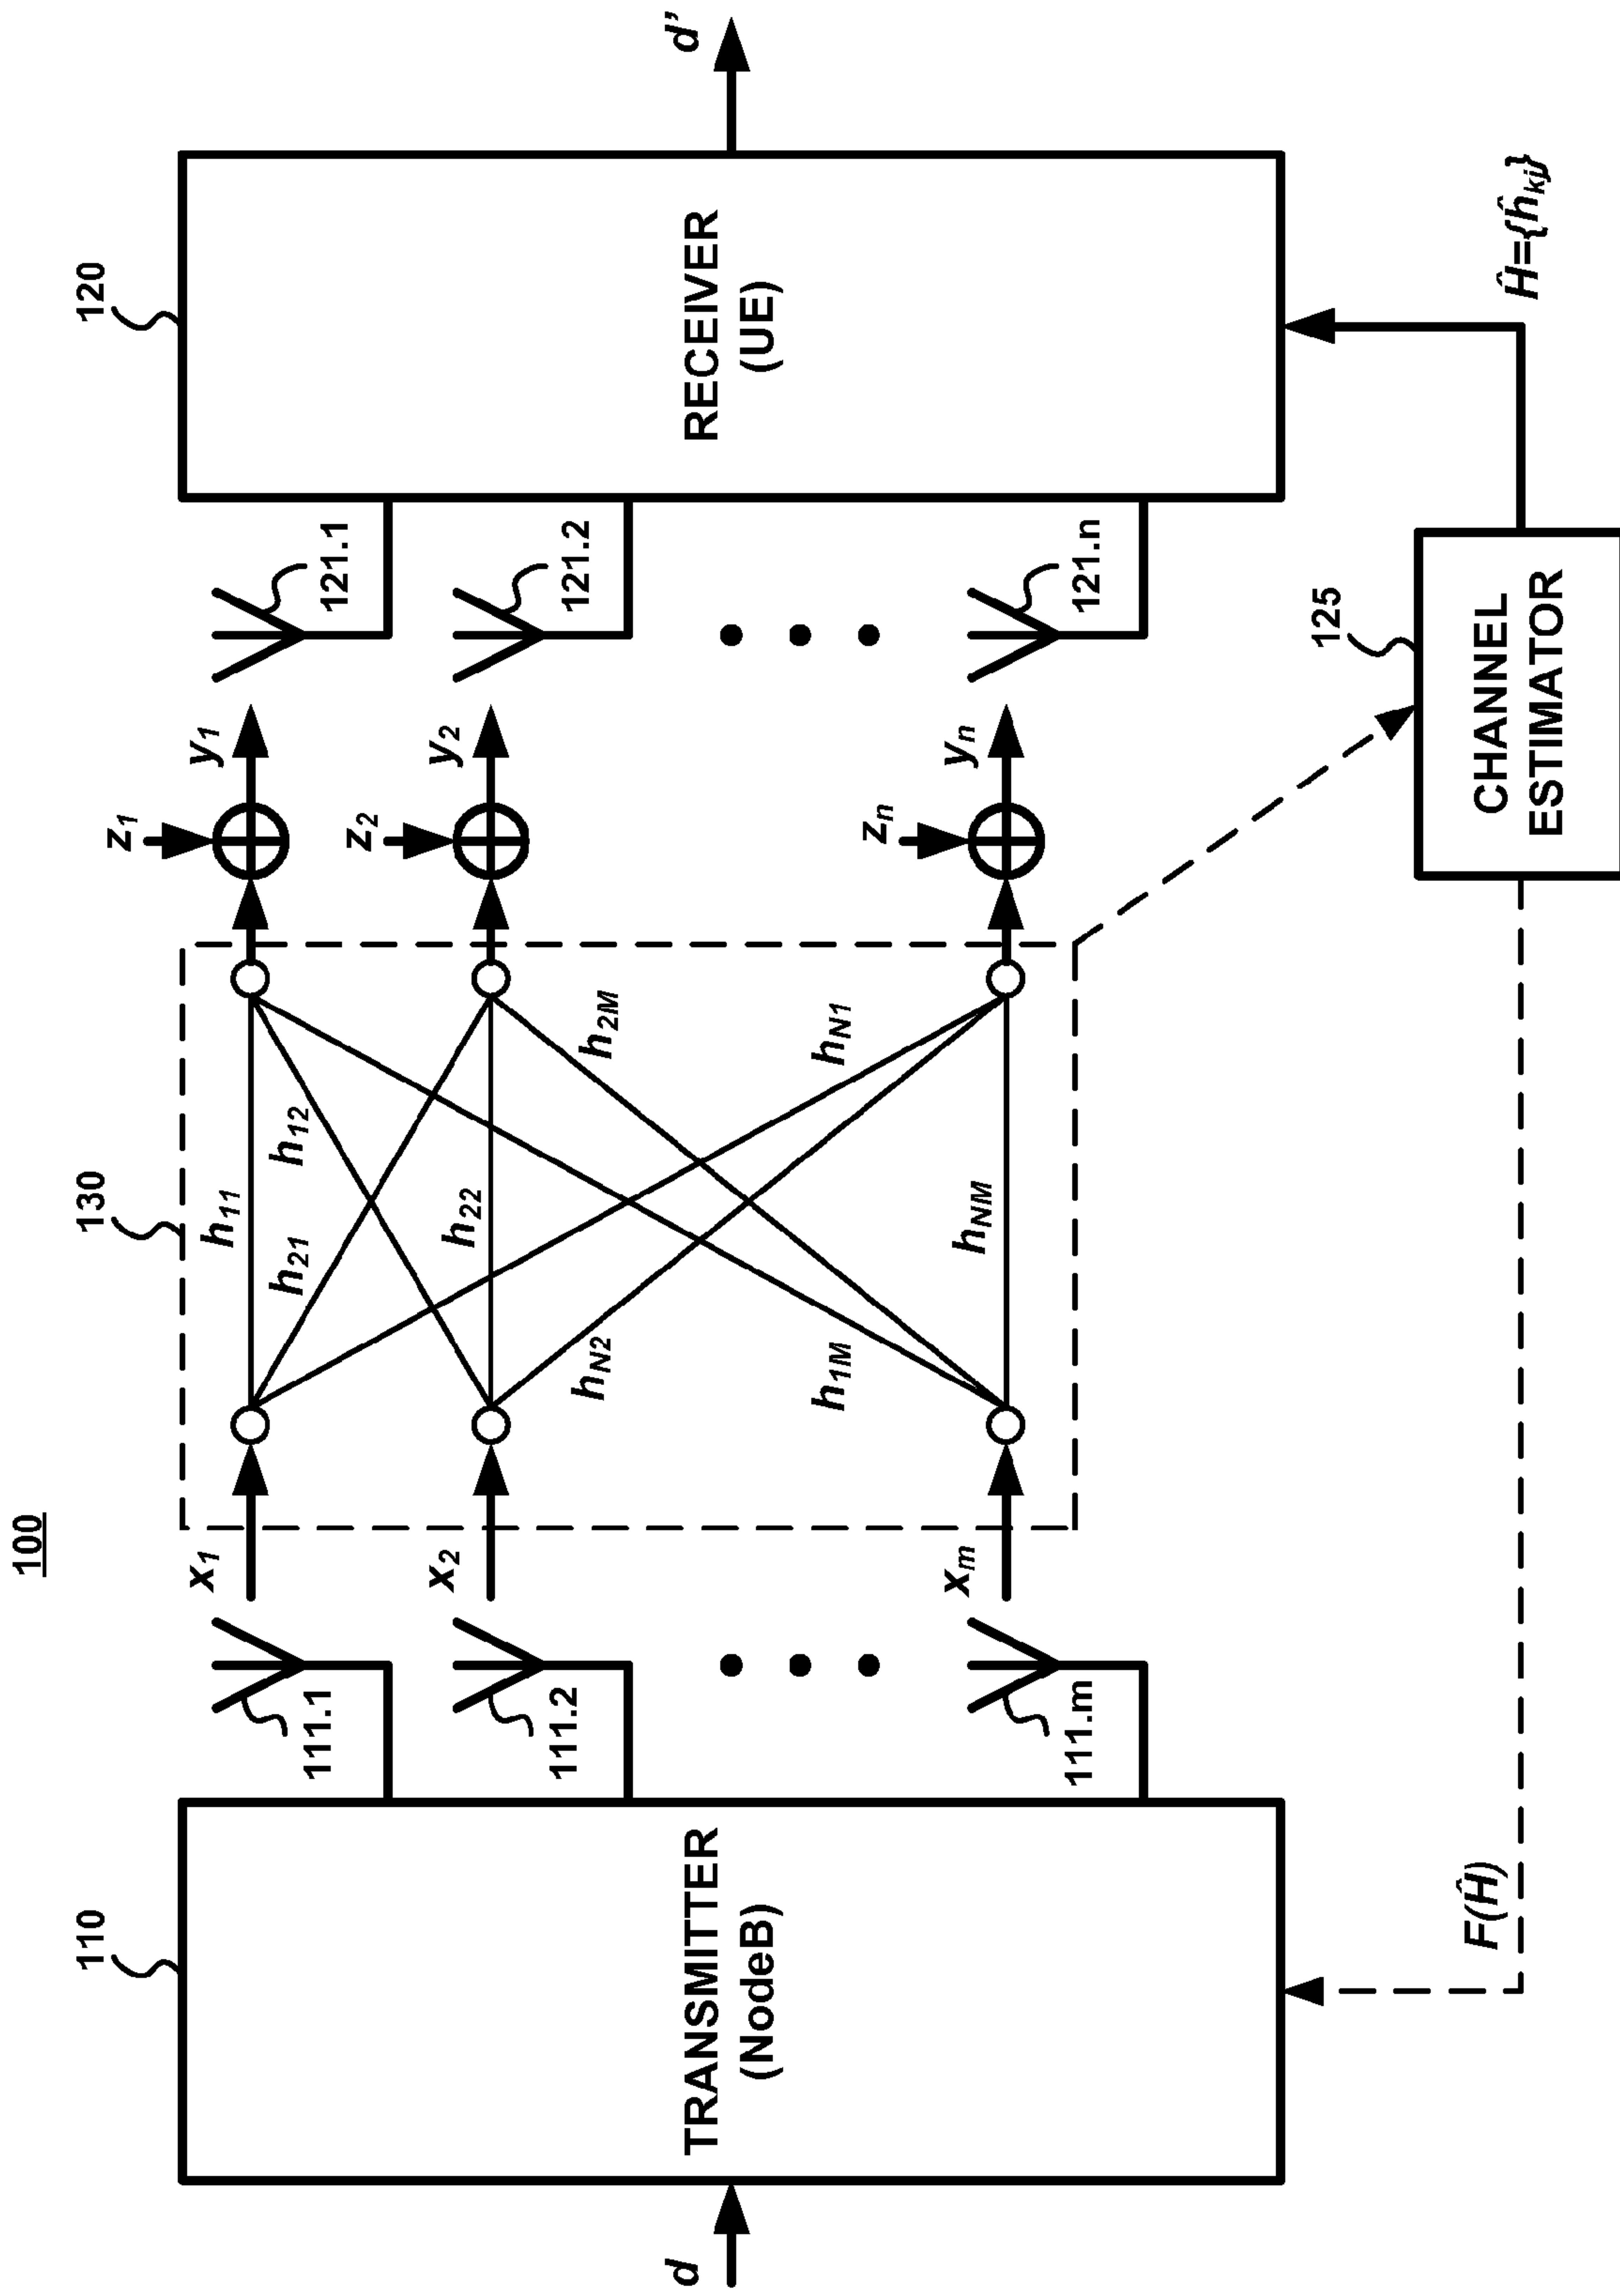 100
110
130
120
d
TRANSMITTER
(NodeB)
111.1
111.2
111.m
x1
x2
xm
h11
h21
h12
h22
hN2
h2M
h1M
hN1
hNM
z1
z2
zn
y1
y2
yn
121.1
121.2
121.n
RECEIVER
(UE)
d'
125
CHANNEL
ESTIMATOR
F(Ĥ)
Ĥ={ĥkj}